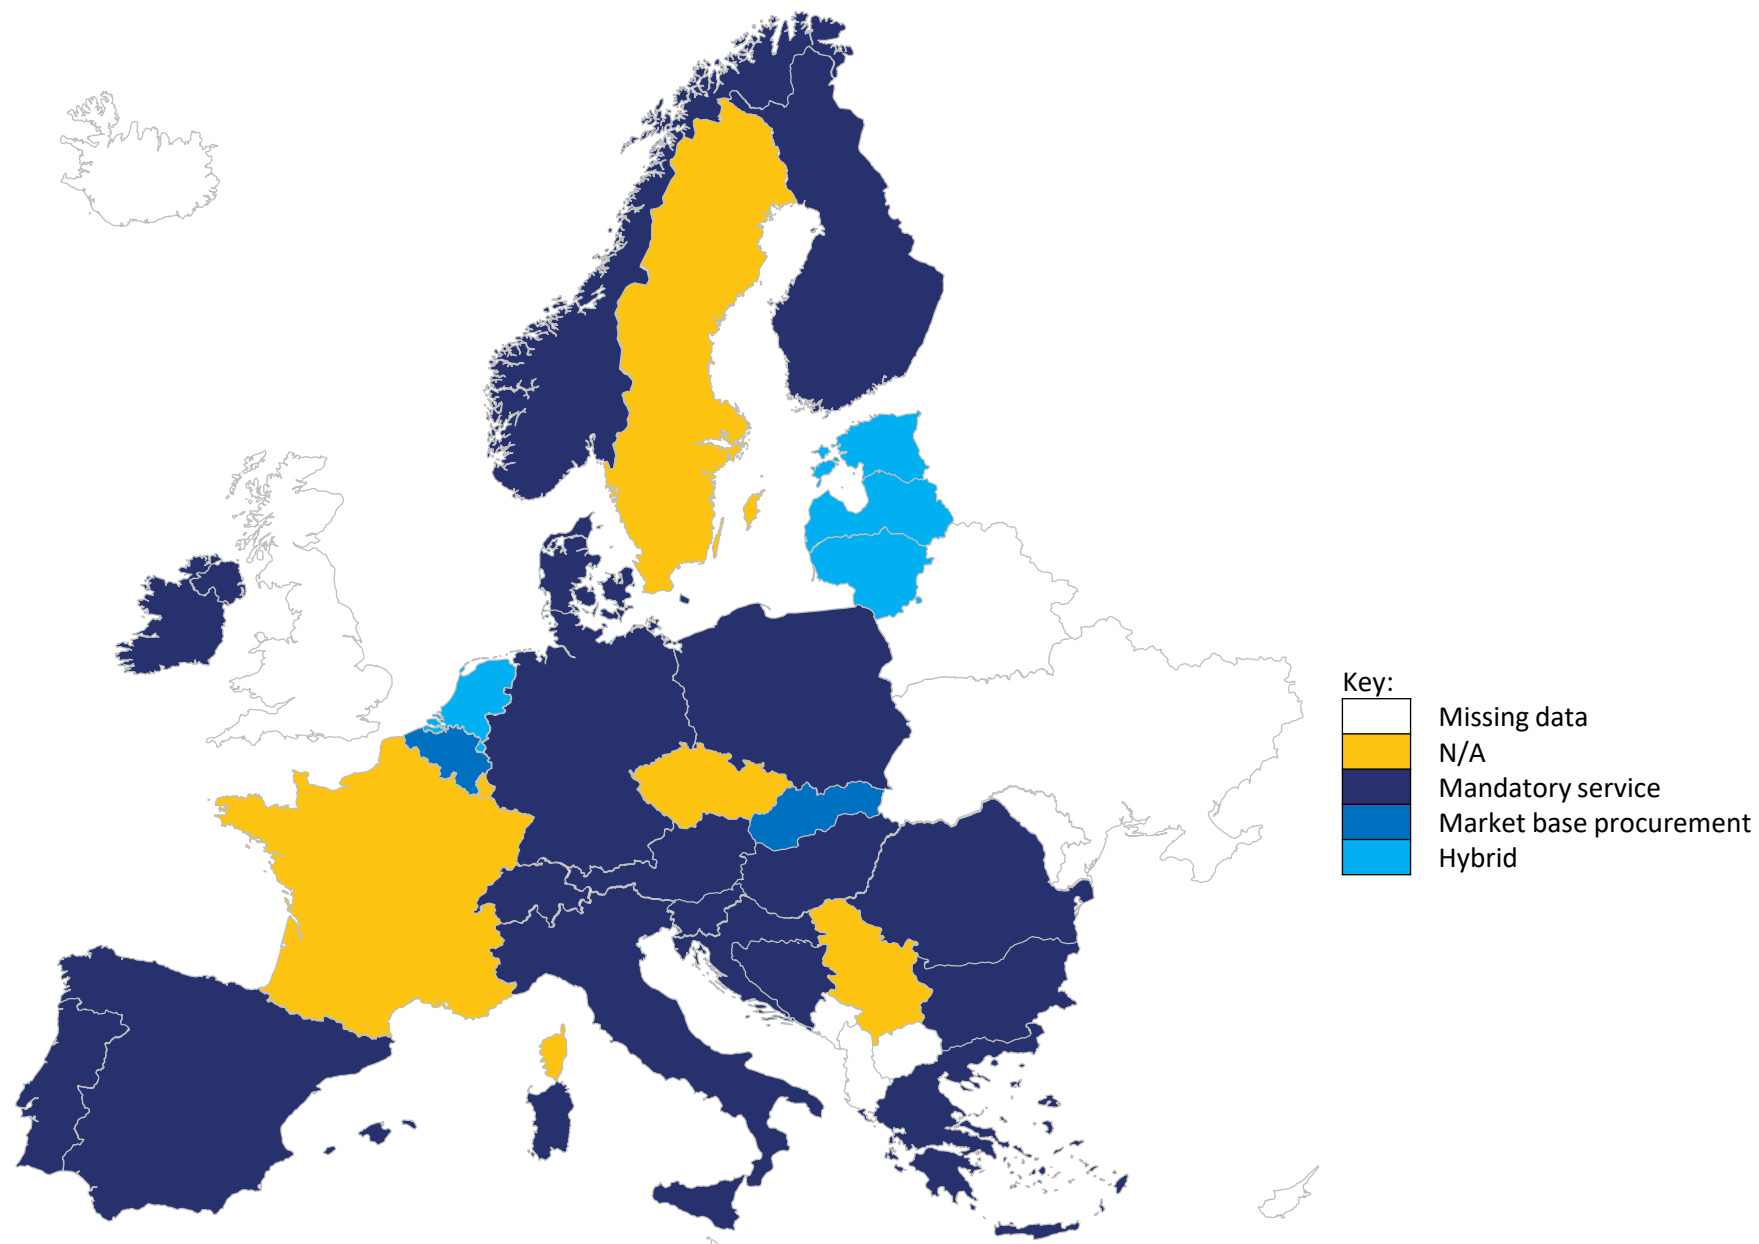 Key:
Missing data
N/A
Mandatory service
Market base procurement
Hybrid